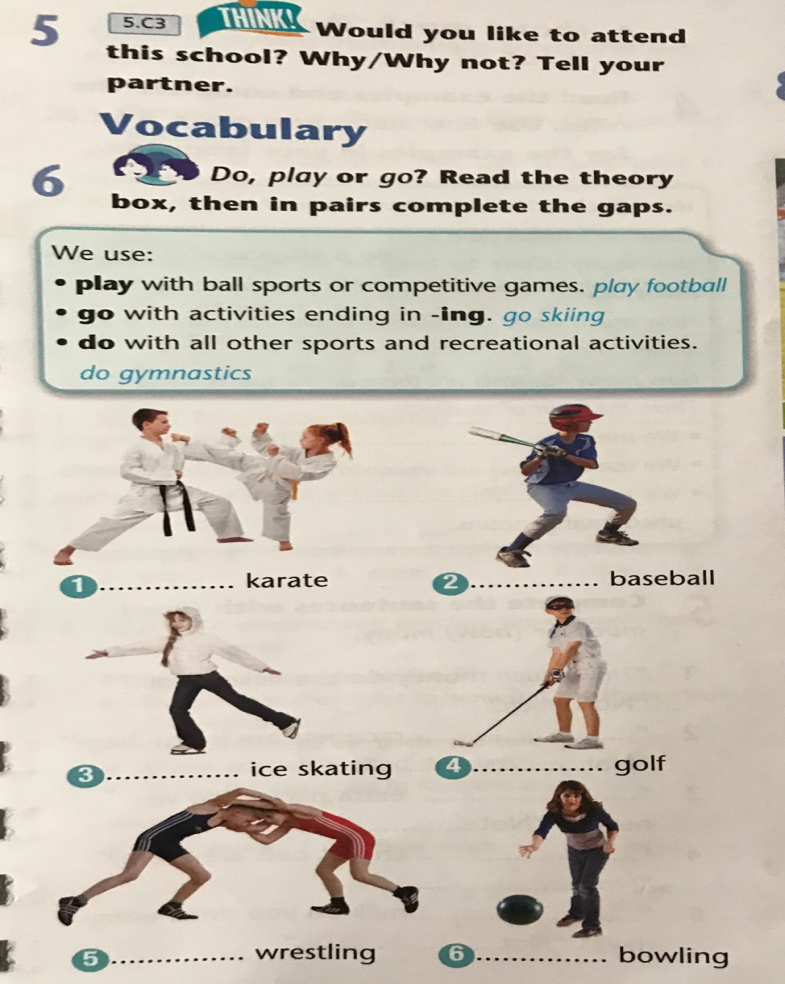 5 5.C3 THINK! Would you like to attend
this school? Why/Why not? Tell your
partner.
Vocabulary
6 Do, play or go? Read the theory
box, then in pairs complete the gaps.
We use:
• play with ball sports or competitive games. play football
• go with activities ending in -ing. go skiing
• do with all other sports and recreational activities.
do gymnastics
1 ............... karate
2 ............... baseball
3 ............... ice skating
4 ............... golf
5 ............... wrestling
6 ............... bowling